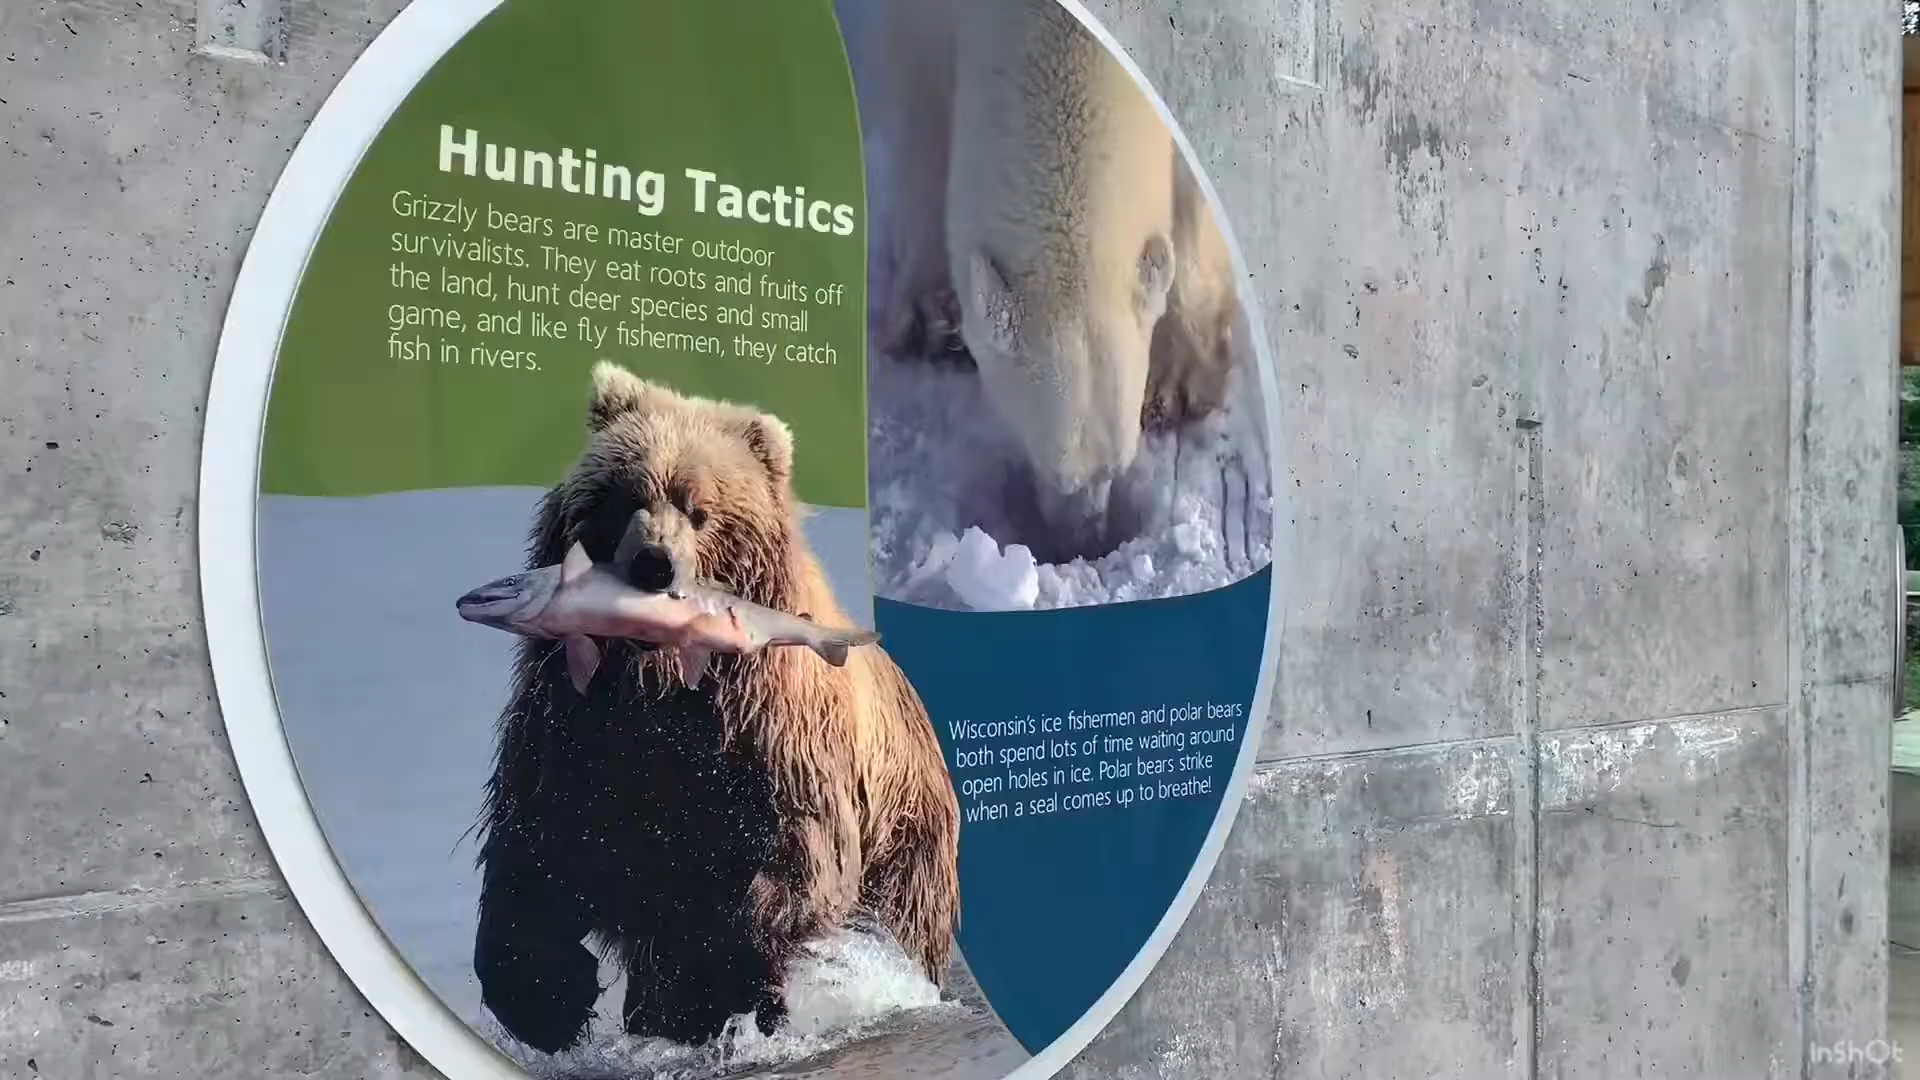 Hunting Tactics
Grizzly bears are master outdoor
survivalists. They eat roots and fruits off
the land, hunt deer species and small
game, and like fly fishermen, they catch
fish in rivers.
Wisconsin's ice fishermen and polar bears
both spend lots of time waiting around
open holes in ice. Polar bears strike
when a seal comes up to breathe!
InShOt